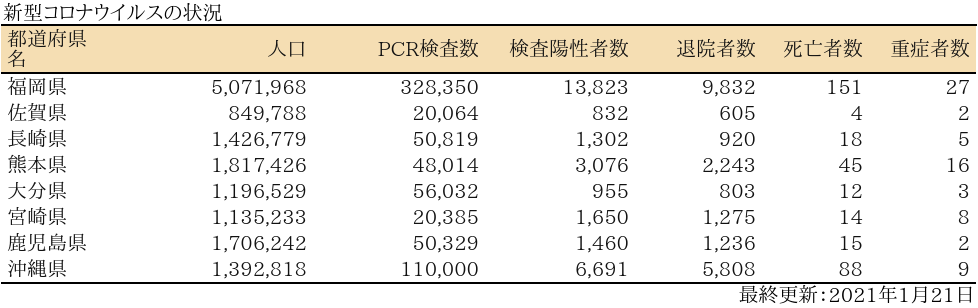 新型コロナウイルスの状況
都道府県名 人口 PCR検査数 検査陽性者数 退院者数 死亡者数 重症者数
福岡県 5,071,968 328,350 13,823 9,832 151 27
佐賀県 849,788 20,064 832 605 4 2
長崎県 1,426,779 50,819 1,302 920 18 5
熊本県 1,817,426 48,014 3,076 2,243 45 16
大分県 1,196,529 56,032 955 803 12 3
宮崎県 1,135,233 20,385 1,650 1,275 14 8
鹿児島県 1,706,242 50,329 1,460 1,236 15 2
沖縄県 1,392,818 110,000 6,691 5,808 88 9
最終更新：2021年1月21日